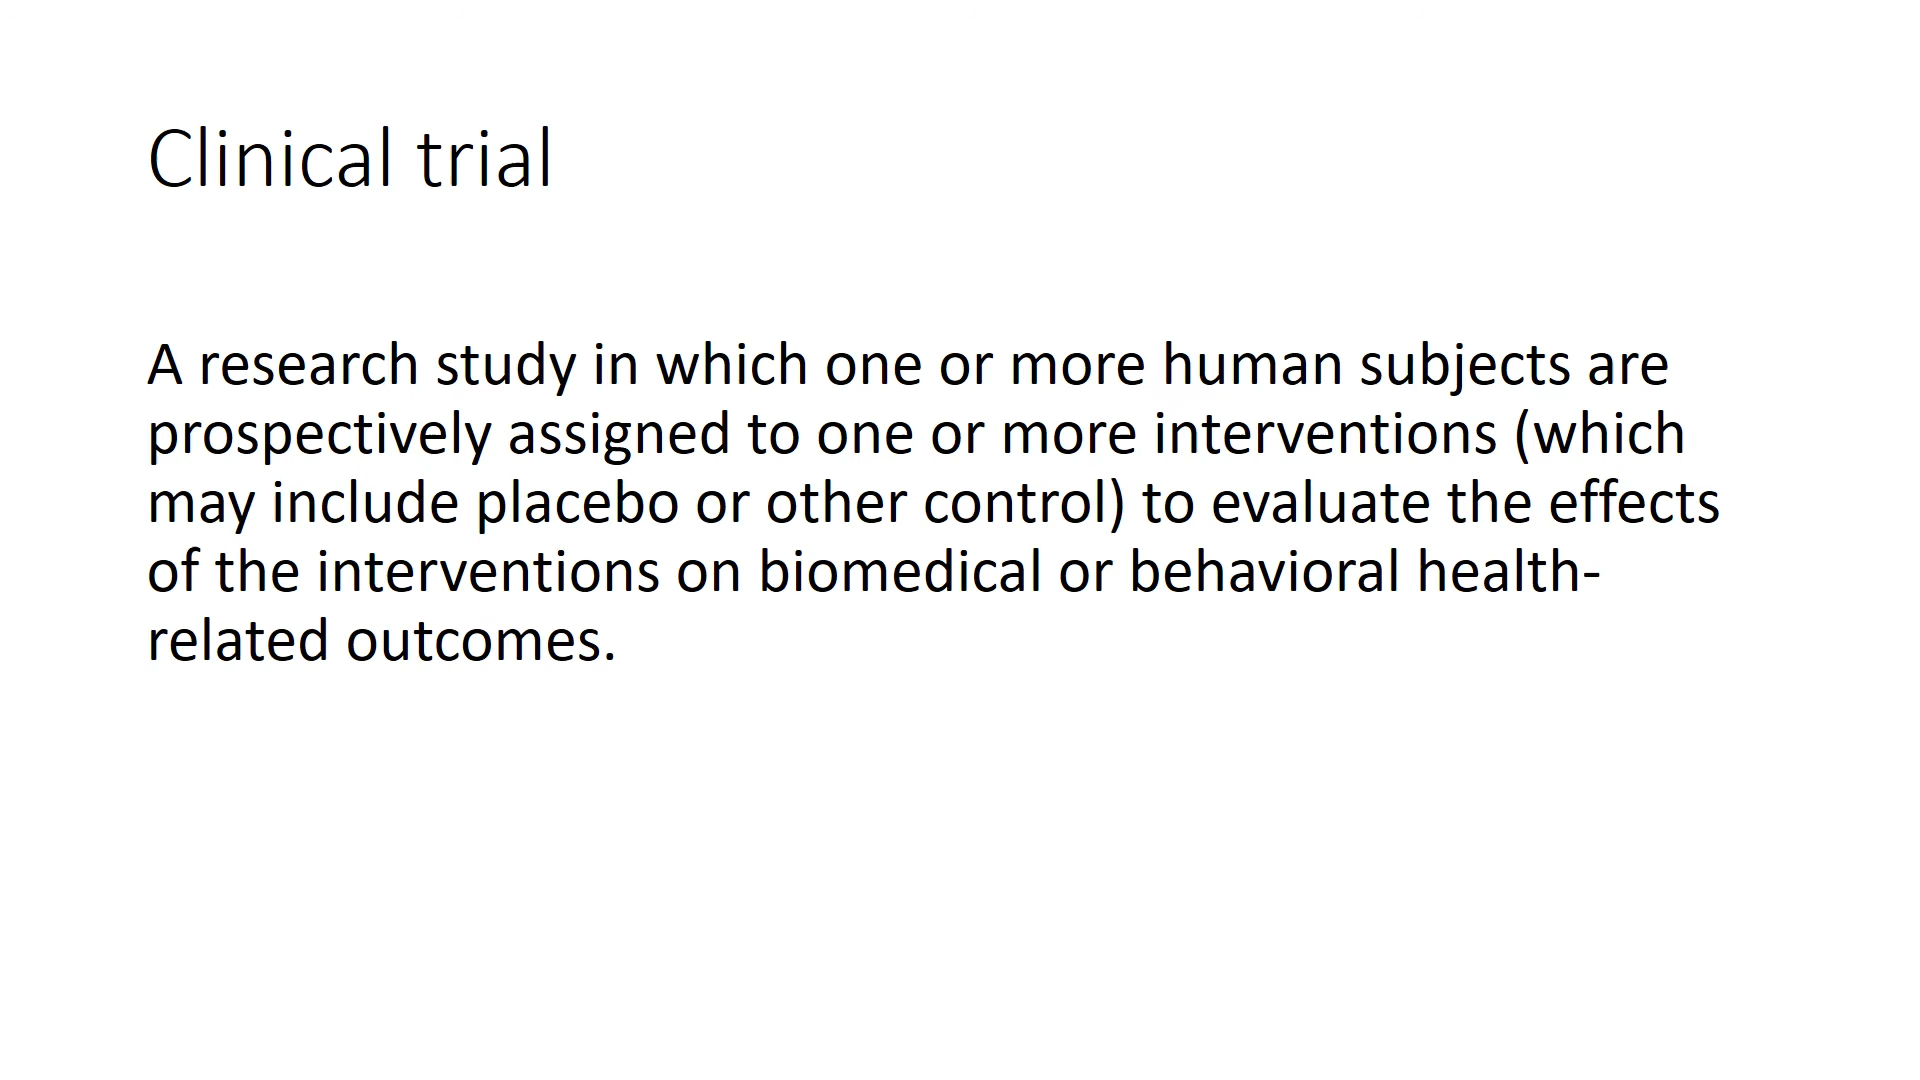 Clinical trial
A research study in which one or more human subjects are
prospectively assigned to one or more interventions (which
may include placebo or other control) to evaluate the effects
of the interventions on biomedical or behavioral health-
related outcomes.